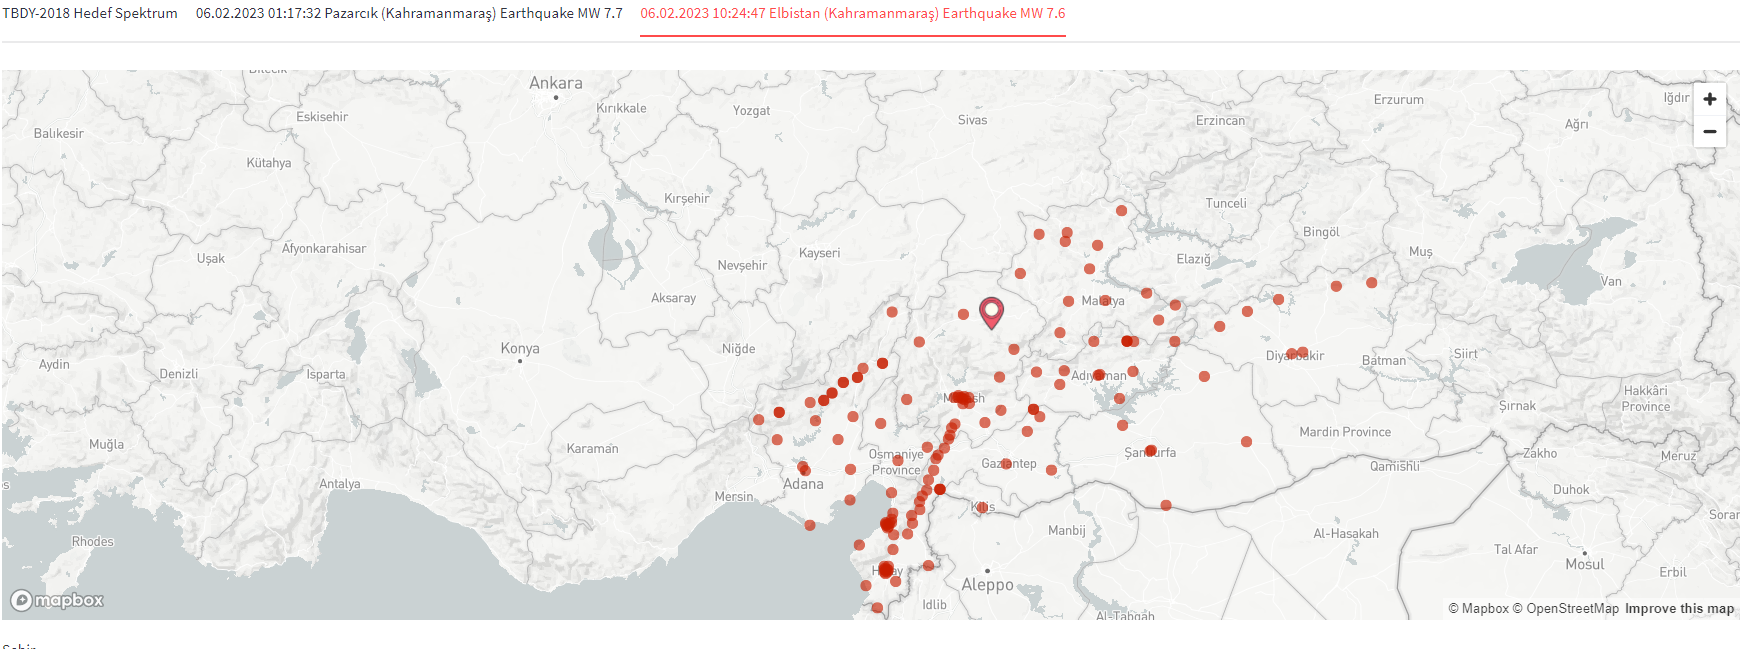 TBDY-2018 Hedef Spektrum 06.02.2023 01:17:32 Pazarcık (Kahramanmaraş) Earthquake MW 7.7 06.02.2023 10:24:47 Elbistan (Kahramanmaraş) Earthquake MW 7.6
Bilecik
Ankara
Kırıkkale
Yozgat
Sivas
Erzincan
Erzurum
Iğdır
+
Ağrı
−
Eskişehir
Balıkesir
Kütahya
Kırşehir
Tunceli
Bingöl
Muş
Afyonkarahisar
Uşak
Kayseri
Nevşehir
Elazığ
Van
Aksaray
Malatya
Konya
Niğde
Diyarbakır
Batman
Siirt
Aydin
Denizli
Isparta
Adıyaman
Hakkâri
Province
Şırnak
Muğla
Karaman
Mardin Province
Osmaniye
Province
Gaziantep
Şanlıurfa
Qamishli
Zakho
Meruz
Antalya
Mersin
Adana
Kilis
Duhok
Manbij
Al-Hasakah
Rhodes
Tal Afar
Mosul
Erbil
Hatay
Aleppo
Idlib
Al-Tabqah
mapbox
© Mapbox © OpenStreetMap Improve this map